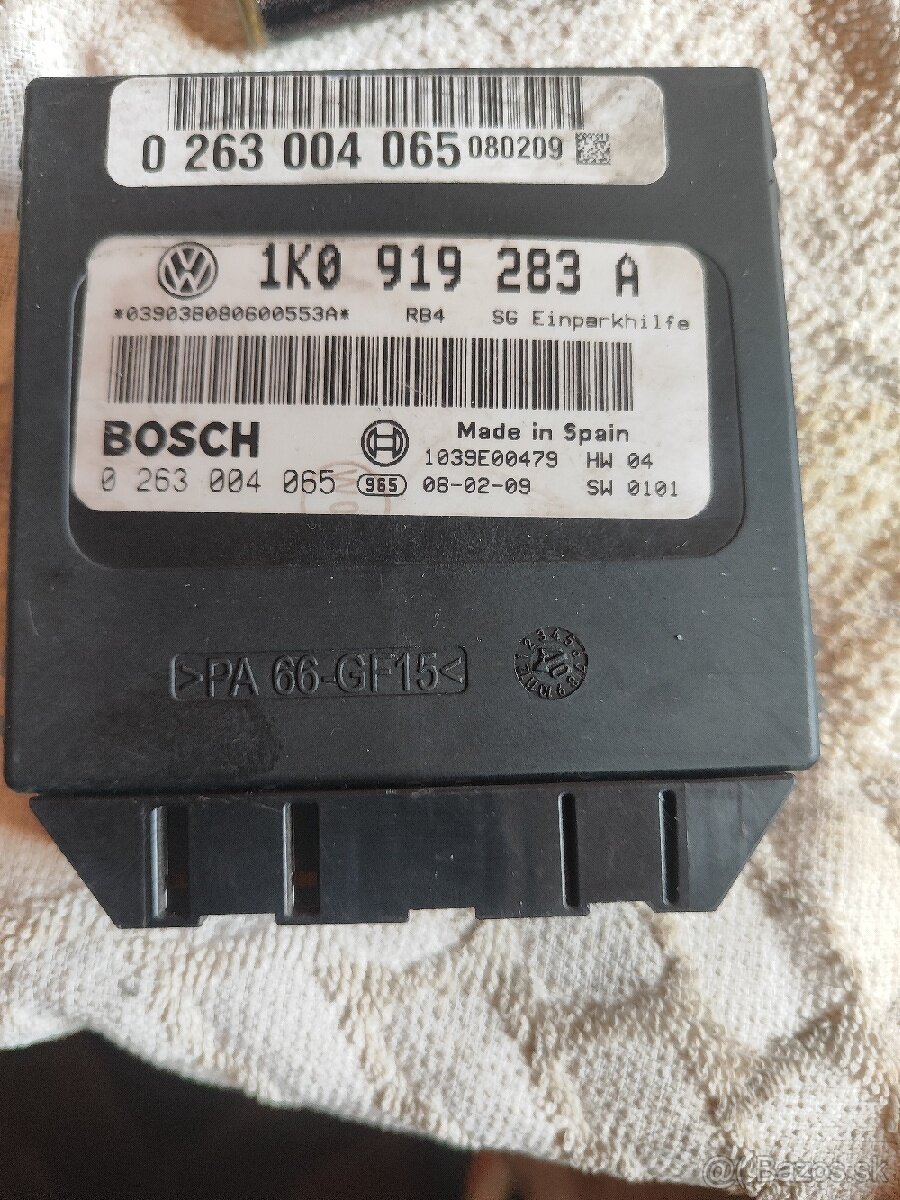 0 263 004 065 080209
1K0 919 283 A
*03903B080600553A* RB4 SG Einparkhilfe
BOSCH Made in Spain
1039E00479 HW 04
0 263 004 065 965 08-02-09 SW 0101
>PA 66-GF15<
Bazos.sk